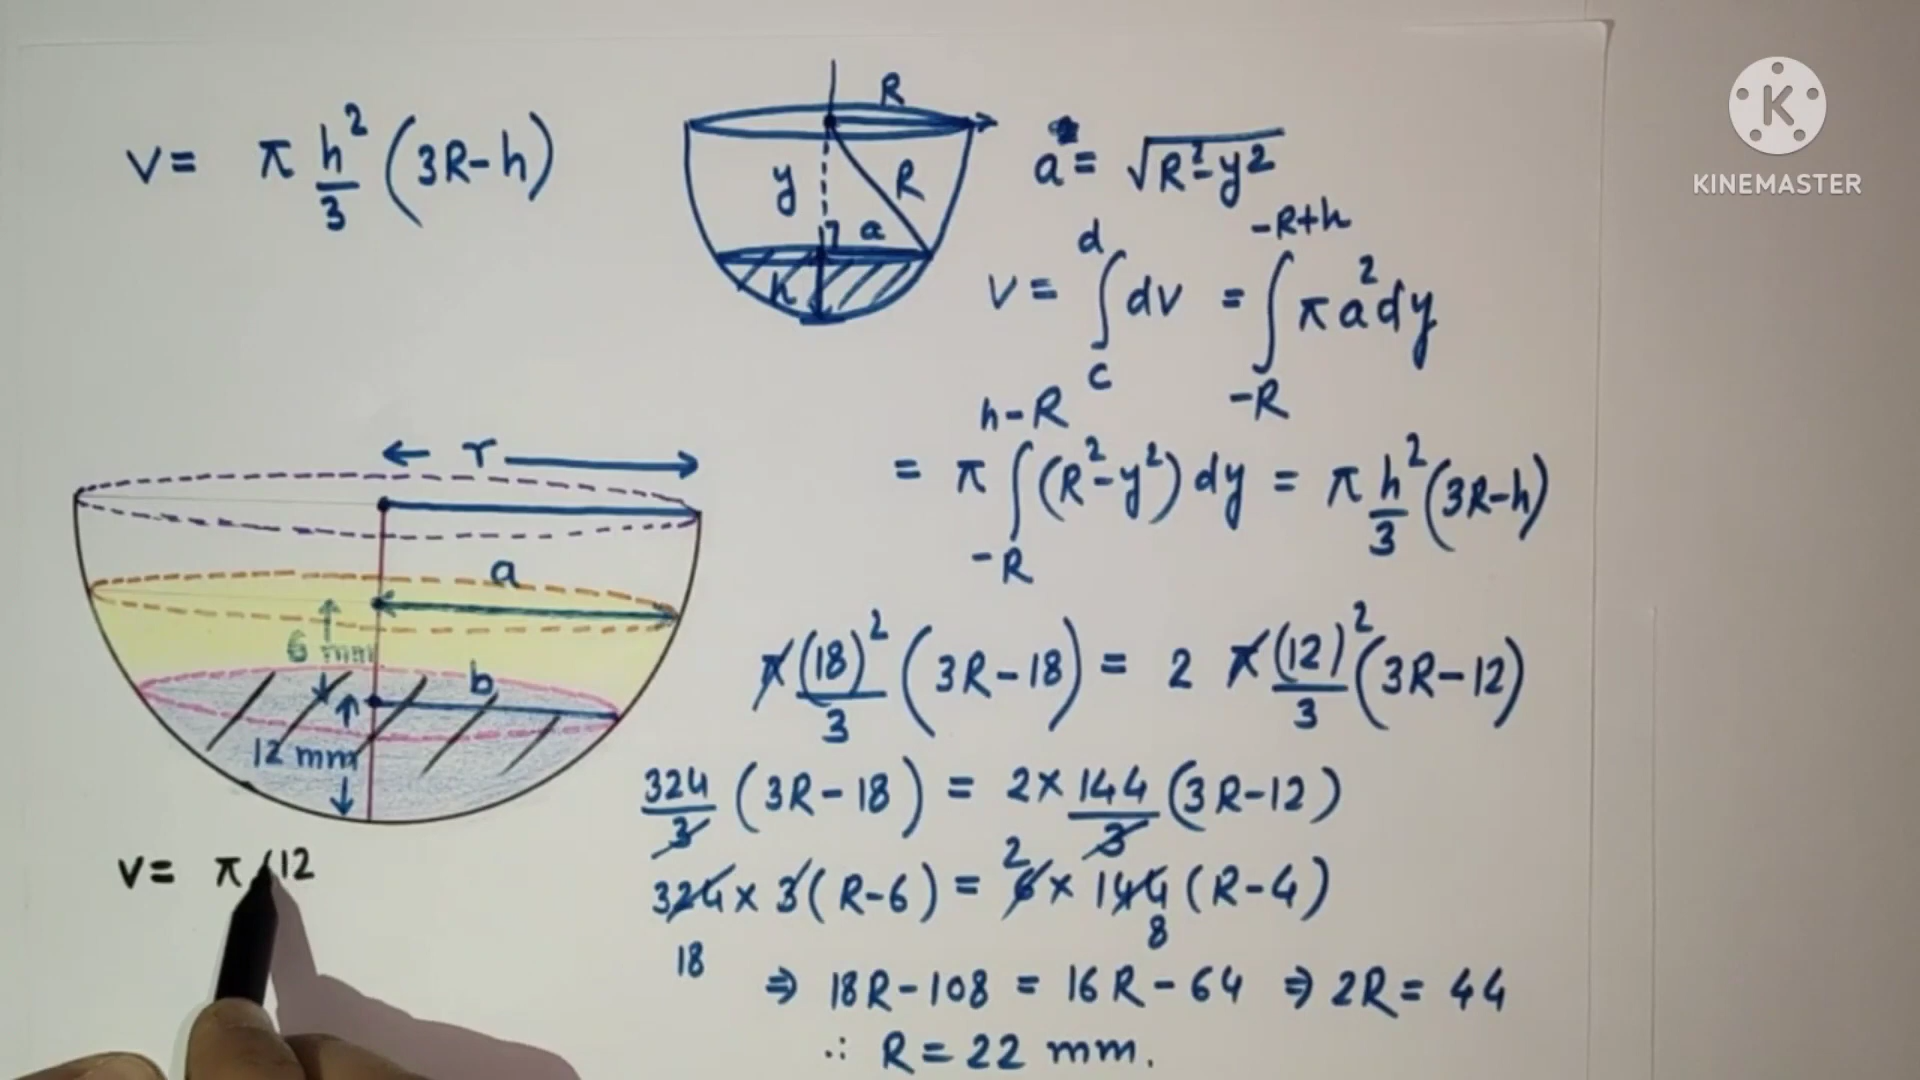 V = π h²/3 (3R-h)
R
y
R
a
h
a = √R²-y²
V = ∫_c^d dv = ∫_-R^-R+h πa²dy
= π ∫_-R^h-R (R²-y²) dy = π h²/3 (3R-h)
r
a
6 mm
b
12 mm
π(18)²/3 (3R-18) = 2 π(12)²/3 (3R-12)
324/3 (3R-18) = 2×144/3 (3R-12)
324 × 3(R-6) = 6 2 × 144 (R-4)
18 8
⇒ 18R-108 = 16R-64 ⇒ 2R = 44
∴ R = 22 mm.
V = π (12
K
KINEMASTER